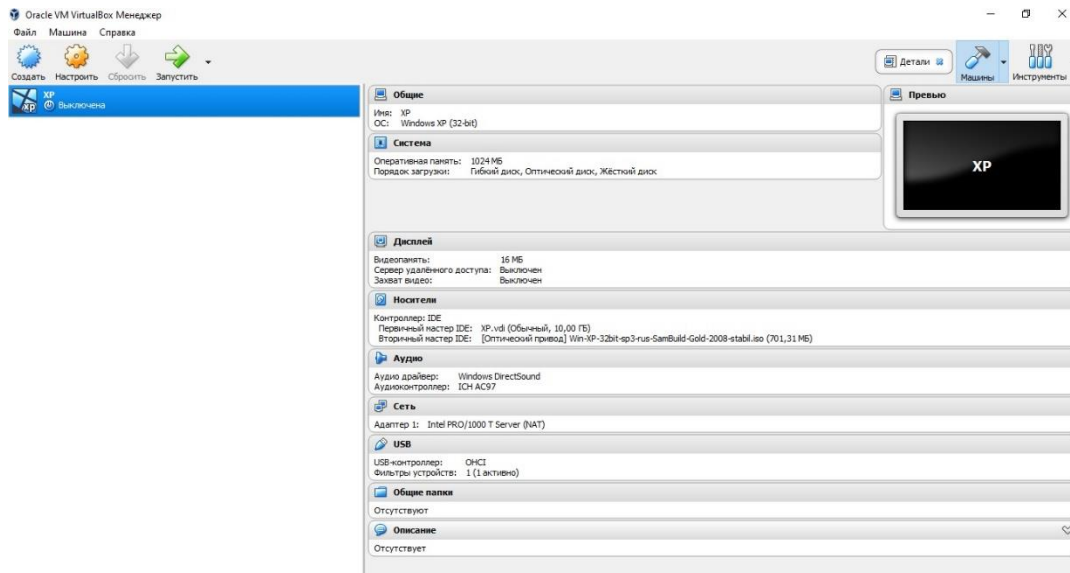 Oracle VM VirtualBox Менеджер
Файл Машина Справка
Создать Настроить Сбросить Запустить
Детали
Машины Инструменты
XP
Выключена
Общие
Имя: XP
ОС: Windows XP (32-bit)
Система
Оперативная память: 1024 МБ
Порядок загрузки: Гибкий диск, Оптический диск, Жёсткий диск
Превью
XP
Дисплей
Видеопамять: 16 МБ
Сервер удалённого доступа: Выключен
Захват видео: Выключен
Носители
Контроллер: IDE
Первичный мастер IDE: XP.vdi (Обычный, 10,00 ГБ)
Вторичный мастер IDE: [Оптический привод] Win-XP-32bit-sp3-rus-SamBuild-Gold-2008-stabil.iso (701,31 МБ)
Аудио
Аудио драйвер: Windows DirectSound
Аудиоконтроллер: ICH AC97
Сеть
Адаптер 1: Intel PRO/1000 T Server (NAT)
USB
USB-контроллер: OHCI
Фильтры устройств: 1 (1 активно)
Общие папки
Отсутствуют
Описание
Отсутствует